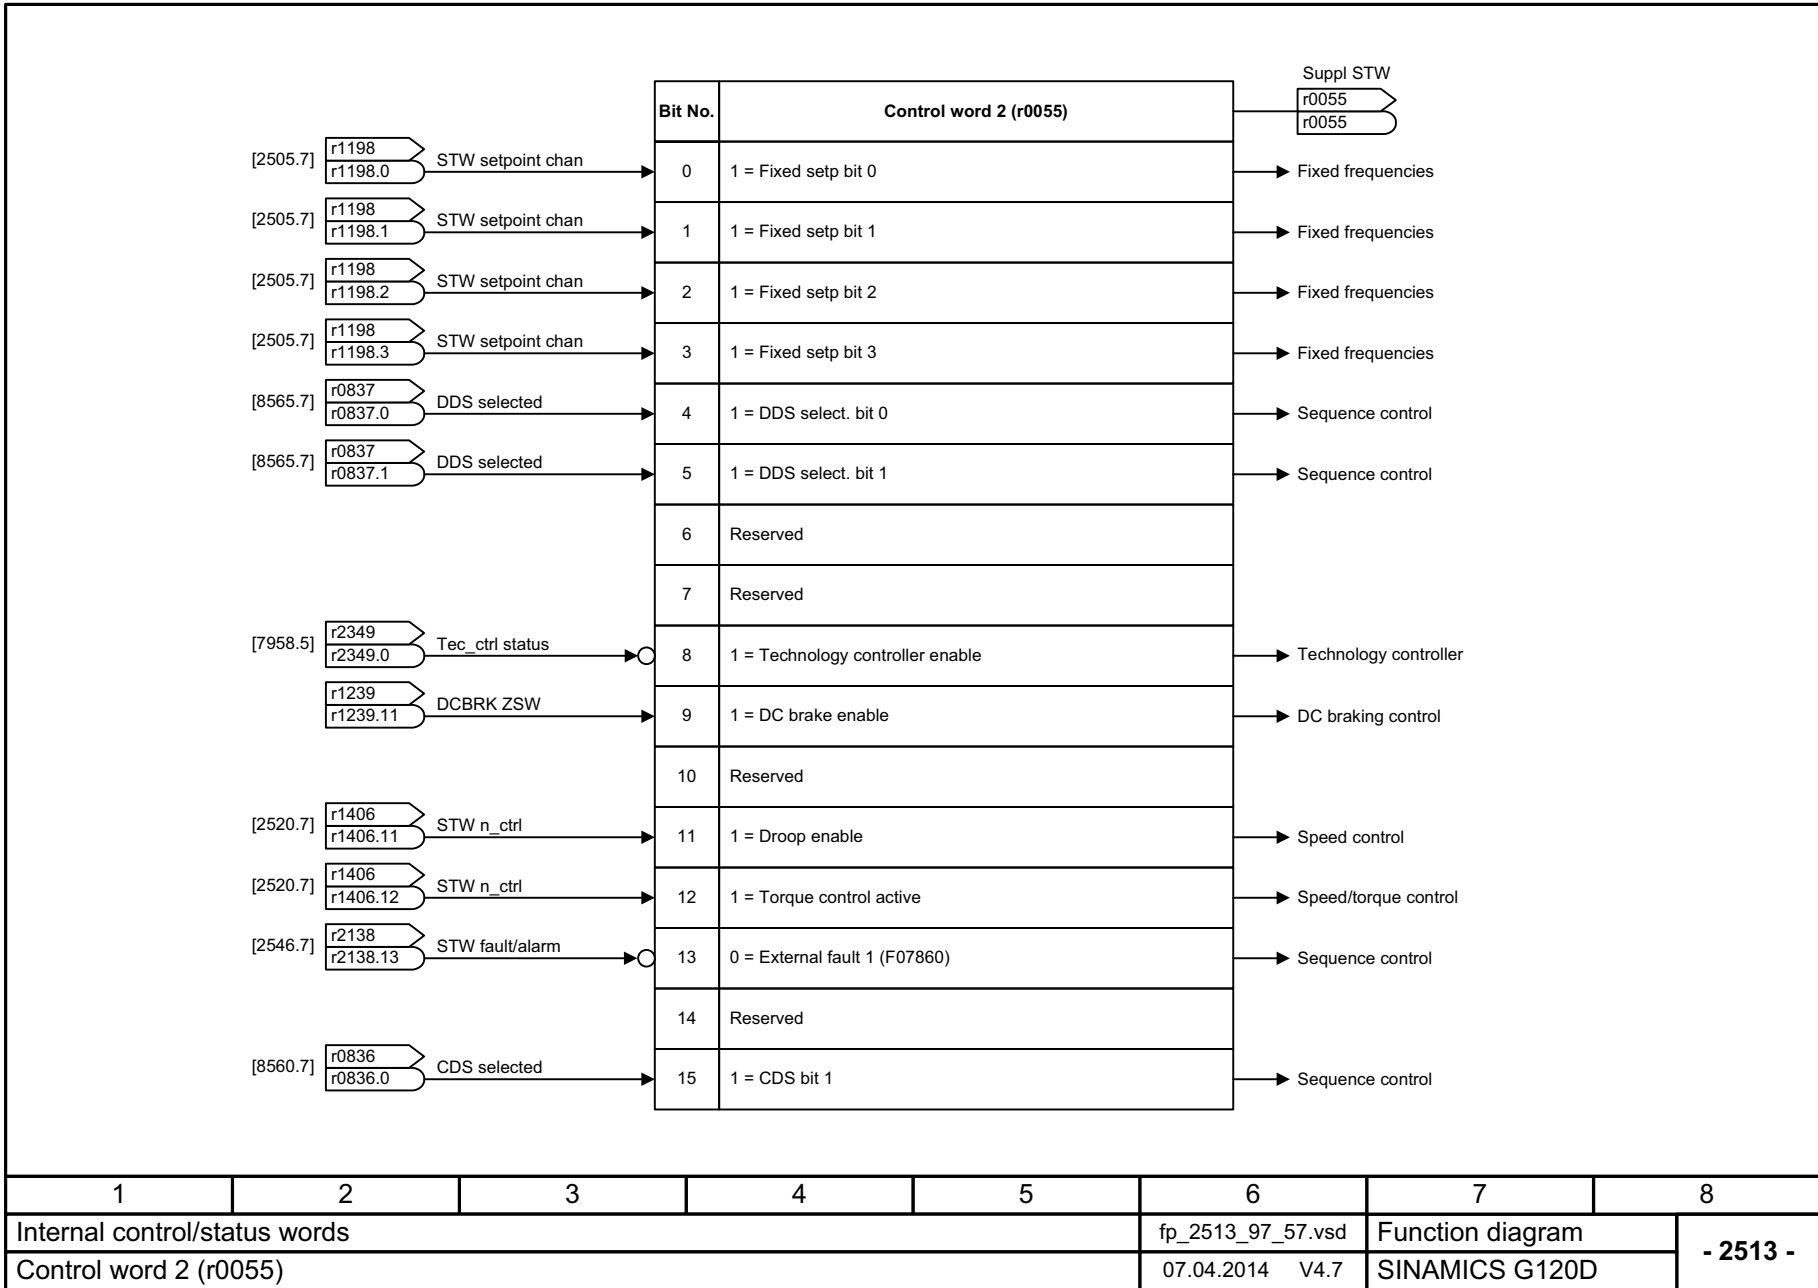 Suppl STW
r0055
r0055
Bit No. Control word 2 (r0055)
[2505.7] r1198 r1198.0 STW setpoint chan 0 1 = Fixed setp bit 0 Fixed frequencies
[2505.7] r1198 r1198.1 STW setpoint chan 1 1 = Fixed setp bit 1 Fixed frequencies
[2505.7] r1198 r1198.2 STW setpoint chan 2 1 = Fixed setp bit 2 Fixed frequencies
[2505.7] r1198 r1198.3 STW setpoint chan 3 1 = Fixed setp bit 3 Fixed frequencies
[8565.7] r0837 r0837.0 DDS selected 4 1 = DDS select. bit 0 Sequence control
[8565.7] r0837 r0837.1 DDS selected 5 1 = DDS select. bit 1 Sequence control
6 Reserved
7 Reserved
[7958.5] r2349 r2349.0 Tec_ctrl status 8 1 = Technology controller enable Technology controller
r1239 r1239.11 DCBRK ZSW 9 1 = DC brake enable DC braking control
10 Reserved
[2520.7] r1406 r1406.11 STW n_ctrl 11 1 = Droop enable Speed control
[2520.7] r1406 r1406.12 STW n_ctrl 12 1 = Torque control active Speed/torque control
[2546.7] r2138 r2138.13 STW fault/alarm 13 0 = External fault 1 (F07860) Sequence control
14 Reserved
[8560.7] r0836 r0836.0 CDS selected 15 1 = CDS bit 1 Sequence control
1 2 3 4 5 6 7 8
Internal control/status words fp_2513_97_57.vsd Function diagram - 2513 -
Control word 2 (r0055) 07.04.2014 V4.7 SINAMICS G120D